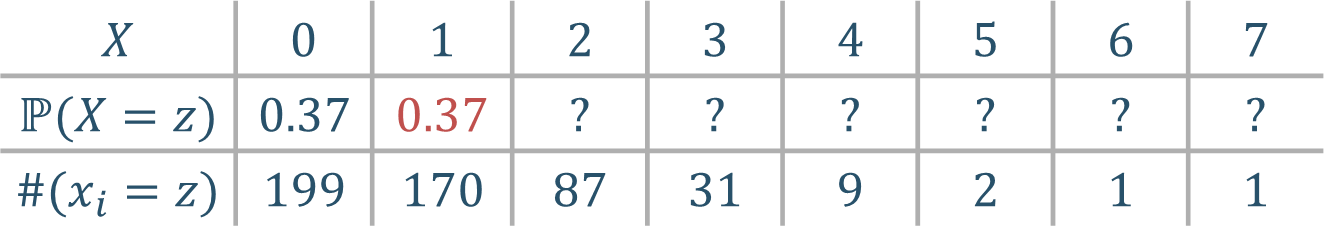 X 0 1 2 3 4 5 6 7
ℙ(X = z) 0.37 0.37 ? ? ? ? ? ?
#(xᵢ = z) 199 170 87 31 9 2 1 1